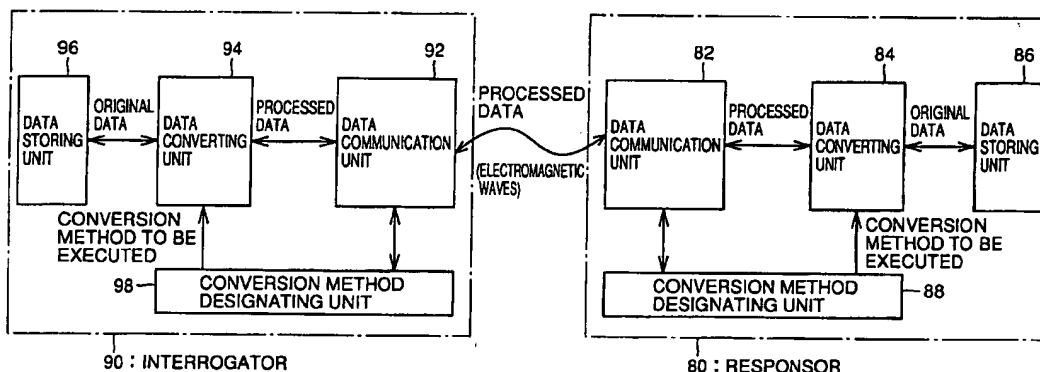 96
94
92
DATA
STORING
UNIT
ORIGINAL
DATA
DATA
CONVERTING
UNIT
PROCESSED
DATA
DATA
COMMUNICATION
UNIT
PROCESSED
DATA
(ELECTROMAGNETIC
WAVES)
CONVERSION
METHOD TO BE
EXECUTED
98
CONVERSION METHOD
DESIGNATING UNIT
90 : INTERROGATOR
82
84
86
DATA
COMMUNICATION
UNIT
PROCESSED
DATA
DATA
CONVERTING
UNIT
ORIGINAL
DATA
DATA
STORING
UNIT
CONVERSION
METHOD TO BE
EXECUTED
CONVERSION METHOD
DESIGNATING UNIT
88
80 : RESPONSOR